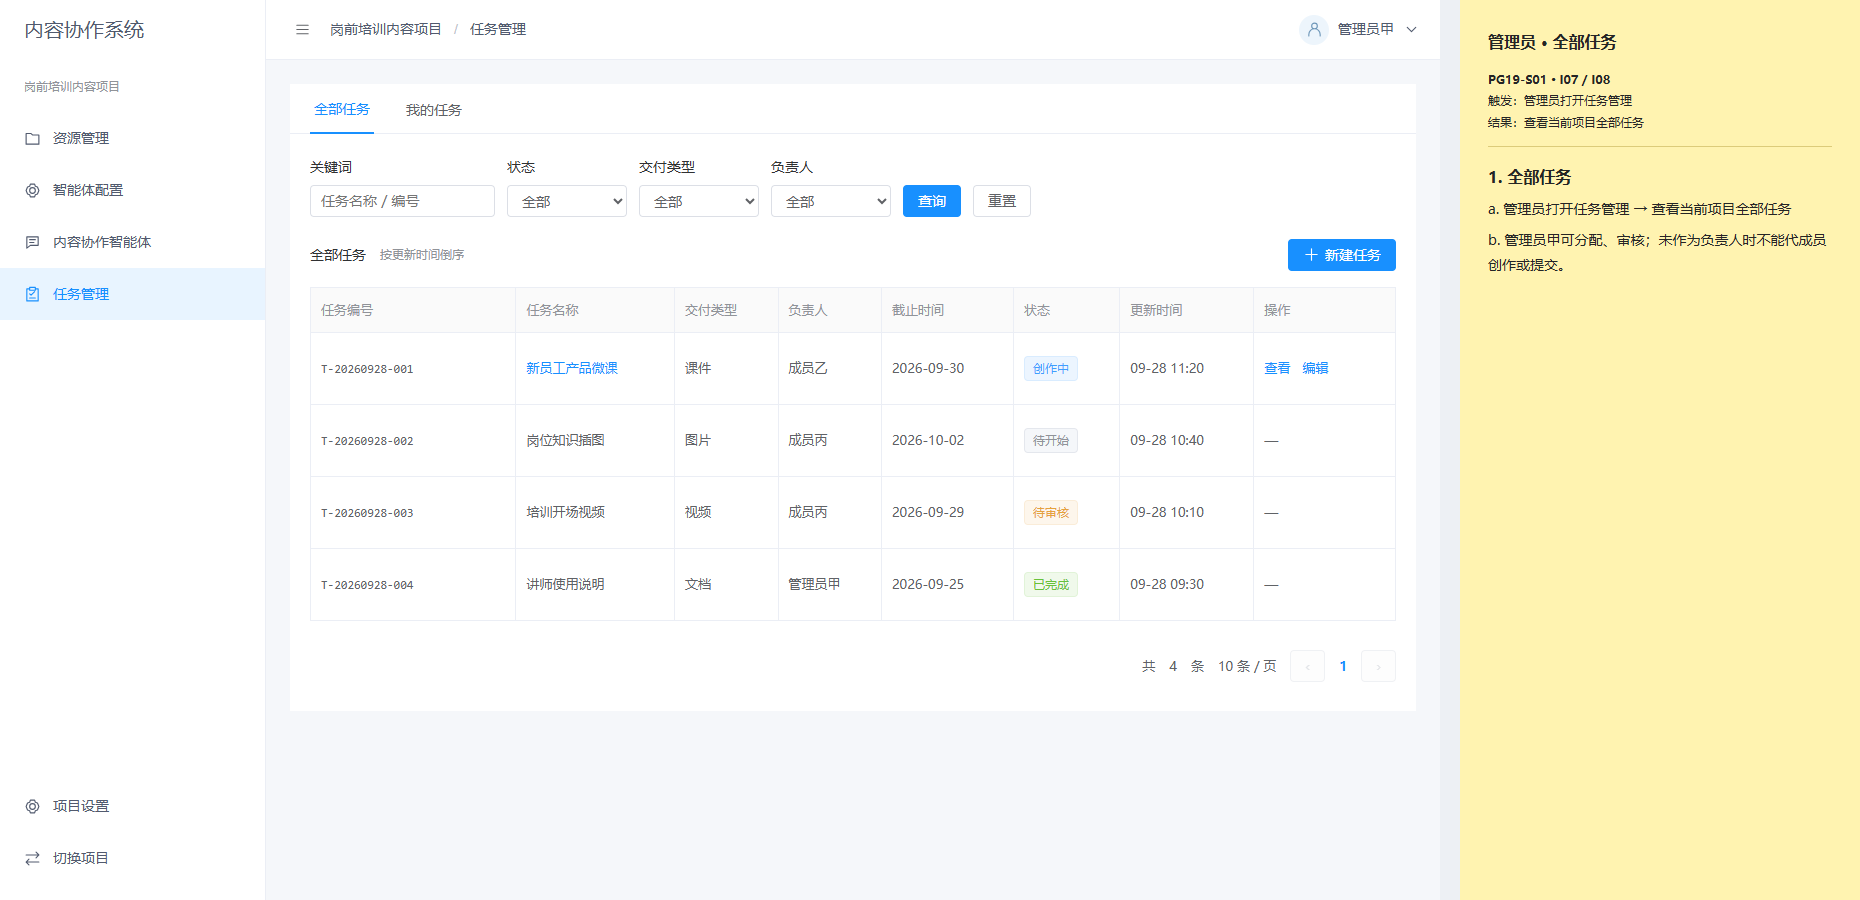 内容协作系统
岗前培训内容项目
资源管理
智能体配置
内容协作智能体
任务管理
项目设置
切换项目
岗前培训内容项目 / 任务管理
管理员甲
全部任务 我的任务
关键词 状态 交付类型 负责人
任务名称 / 编号 全部 全部 全部 查询 重置
全部任务 按更新时间倒序 新建任务
任务编号 任务名称 交付类型 负责人 截止时间 状态 更新时间 操作
T-20260928-001 新员工产品微课 课件 成员乙 2026-09-30 创作中 09-28 11:20 查看 编辑
T-20260928-002 岗位知识插图 图片 成员丙 2026-10-02 待开始 09-28 10:40 —
T-20260928-003 培训开场视频 视频 成员丙 2026-09-29 待审核 09-28 10:10 —
T-20260928-004 讲师使用说明 文档 管理员甲 2026-09-25 已完成 09-28 09:30 —
共 4 条 10 条 / 页 ‹ 1 ›
管理员 • 全部任务
PG19-S01 • I07 / I08
触发：管理员打开任务管理
结果：查看当前项目全部任务
1. 全部任务
a. 管理员打开任务管理 → 查看当前项目全部任务
b. 管理员甲可分配、审核；未作为负责人时不能代成员
创作或提交。